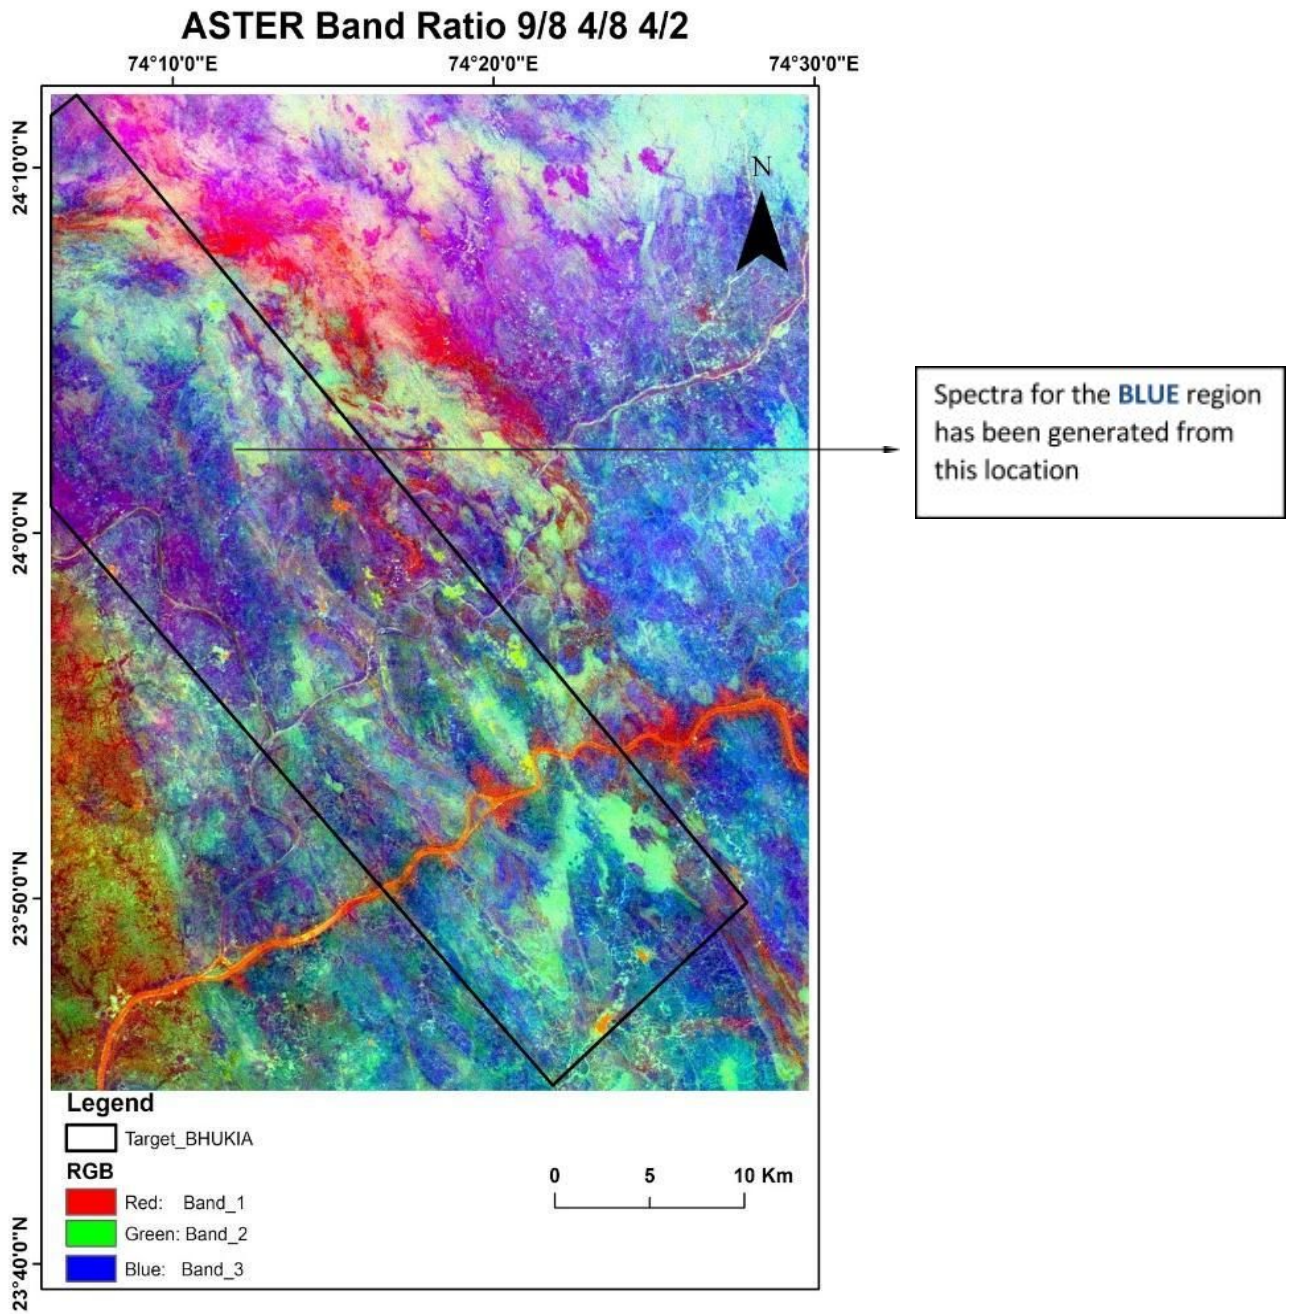 ASTER Band Ratio 9/8 4/8 4/2
74°10'0"E 74°20'0"E 74°30'0"E
24°10'0"N
N
Spectra for the BLUE region
has been generated from
this location
24°0'0"N
23°50'0"N
Legend
Target_BHUKIA
RGB
0 5 10 Km
Red: Band_1
Green: Band_2
Blue: Band_3
23°40'0"N